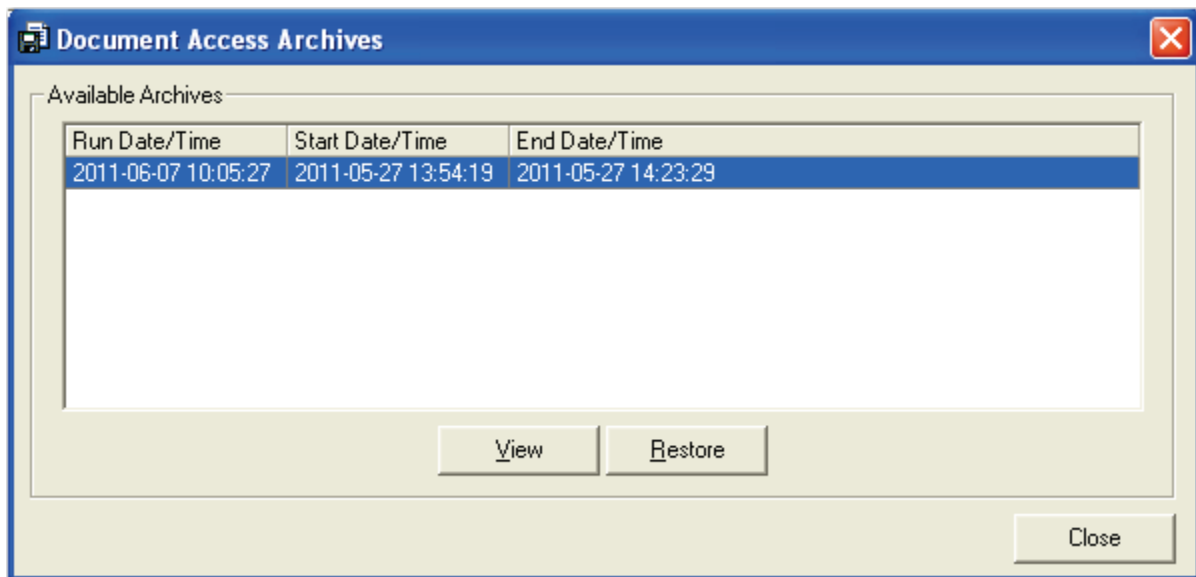 Document Access Archives
Available Archives
Run Date/Time Start Date/Time End Date/Time
2011-06-07 10:05:27 2011-05-27 13:54:19 2011-05-27 14:23:29
View Restore
Close